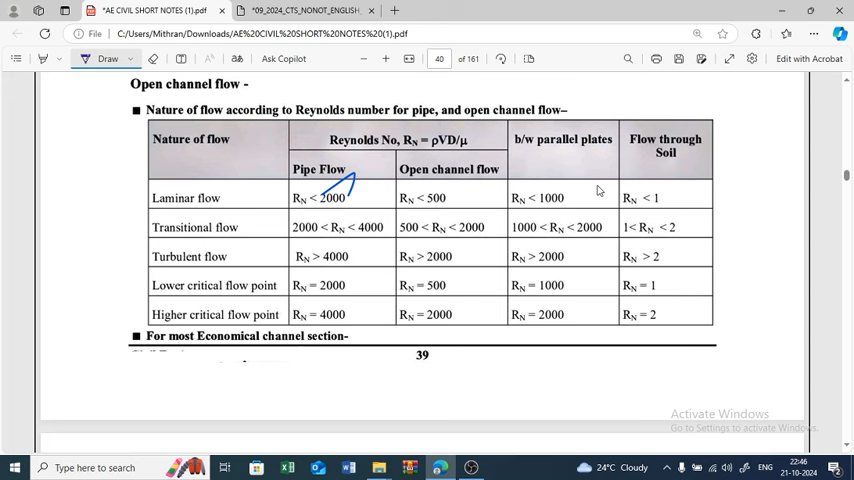 *AE CIVIL SHORT NOTES (1).pdf
*09_2024_CTS_NONOT_ENGLISH_
File
C:/Users/Mithran/Downloads/AE%20CIVIL%20SHORT%20NOTES%20(1).pdf
Draw
Ask Copilot
40 of 161
Edit with Acrobat
Open channel flow -
■ Nature of flow according to Reynolds number for pipe, and open channel flow–
Nature of flow Reynolds No, RN = ρVD/μ b/w parallel plates Flow through Soil
Pipe Flow Open channel flow
Laminar flow RN < 2000 RN < 500 RN < 1000 RN < 1
Transitional flow 2000 < RN < 4000 500 < RN < 2000 1000 < RN < 2000 1< RN < 2
Turbulent flow RN > 4000 RN > 2000 RN > 2000 RN > 2
Lower critical flow point RN = 2000 RN = 500 RN = 1000 RN = 1
Higher critical flow point RN = 4000 RN = 2000 RN = 2000 RN = 2
■ For most Economical channel section-
39
Activate Windows
Go to Settings to activate Windows.
Type here to search
24°C Cloudy
ENG
22:46
21-10-2024
2